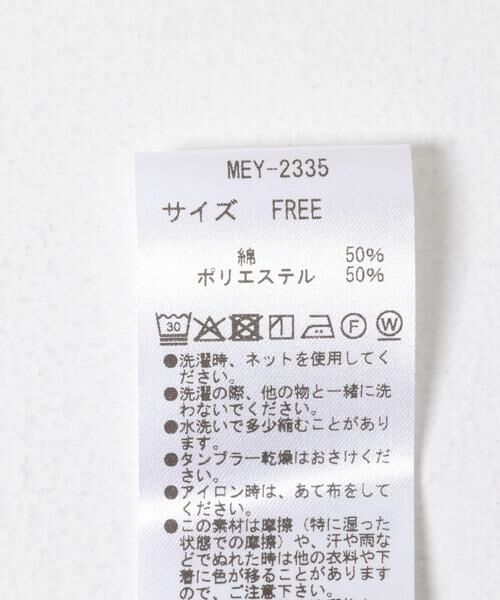 MEY-2335
サイズ FREE
綿 50%
ポリエステル 50%
30 F W
●洗濯時、ネットを使用してく
ださい。
●洗濯の際、他の物と一緒に洗
わないでください。
●水洗いで多少縮むことがあり
ます。
●タンブラー乾燥はおさけくだ
さい。
●アイロン時は、あて布をして
ください。
●この素材は摩擦（特に湿った
状態での摩擦）や、汗や雨な
どでぬれた時は他の衣料や下
着に色が移ることがあります
ので、ご注意下さい。